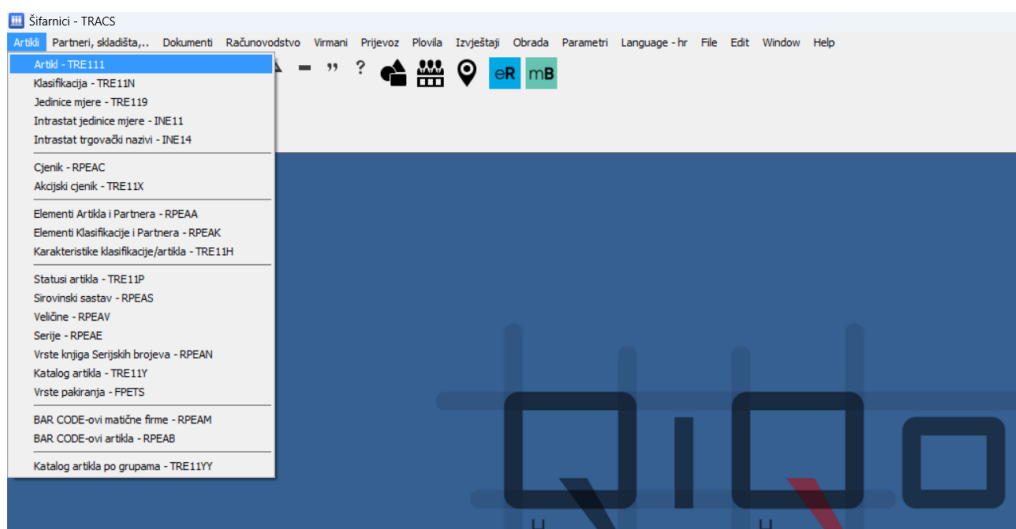 Šifarnici - TRACS
Artikli Partneri, skladišta,.. Dokumenti Računovodstvo Virmani Prijevoz Plovila Izvještaji Obrada Parametri Language - hr File Edit Window Help
Artikl - TRE111
Klasifikacija - TRE11N
Jedinice mjere - TRE119
Intrastat jedinice mjere - INE11
Intrastat trgovački nazivi - INE14
Cjenik - RPEAC
Akcijski cjenik - TRE11X
Elementi Artikla i Partnera - RPEAA
Elementi Klasifikacije i Partnera - RPEAK
Karakteristike klasifikacije/artikla - TRE11H
Statusi artikla - TRE11P
Sirovinski sastav - RPEAS
Veličine - RPEAV
Serije - RPEAE
Vrste knjiga Serijskih brojeva - RPEAN
Katalog artikla - TRE11Y
Vrste pakiranja - FPETS
BAR CODE-ovi matične firme - RPEAM
BAR CODE-ovi artikla - RPEAB
Katalog artikla po grupama - TRE11YY
? eR mB
QiQo